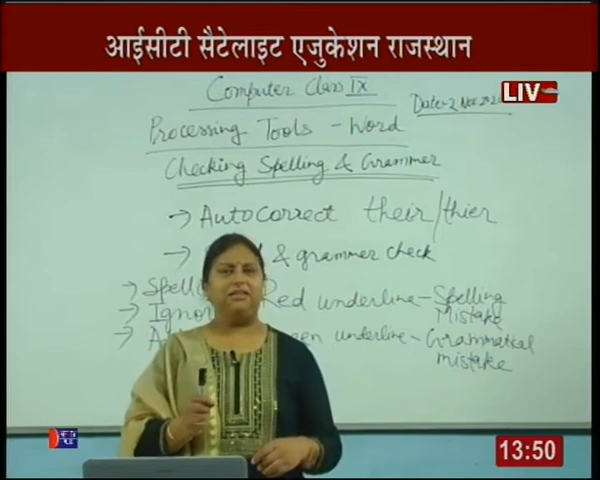 आईसीटी सैटेलाइट एजुकेशन राजस्थान
LIV
Computer Class IX
Date-2 Nov
Processing Tools - Word
Checking Spelling & Grammer
→ Autocorrect their/thier
→ & grammer check
→ Red underline - Spelling Mistake
→ underline - Grammatical mistake
13:50